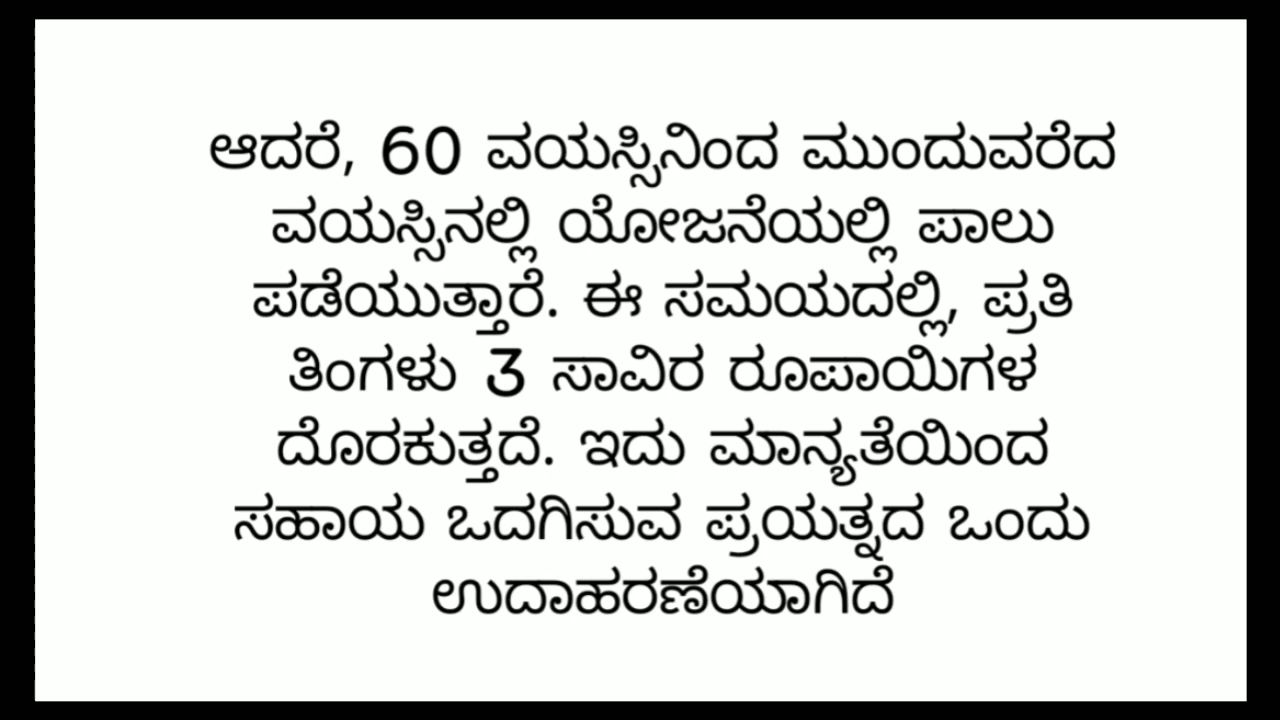 ಆದರೆ, 60 ವಯಸ್ಸಿನಿಂದ ಮುಂದುವರೆದ
ವಯಸ್ಸಿನಲ್ಲಿ ಯೋಜನೆಯಲ್ಲಿ ಪಾಲು
ಪಡೆಯುತ್ತಾರೆ. ಈ ಸಮಯದಲ್ಲಿ, ಪ್ರತಿ
ತಿಂಗಳು 3 ಸಾವಿರ ರೂಪಾಯಿಗಳ
ದೊರಕುತ್ತದೆ. ಇದು ಮಾನ್ಯತೆಯಿಂದ
ಸಹಾಯ ಒದಗಿಸುವ ಪ್ರಯತ್ನದ ಒಂದು
ಉದಾಹರಣೆಯಾಗಿದೆ